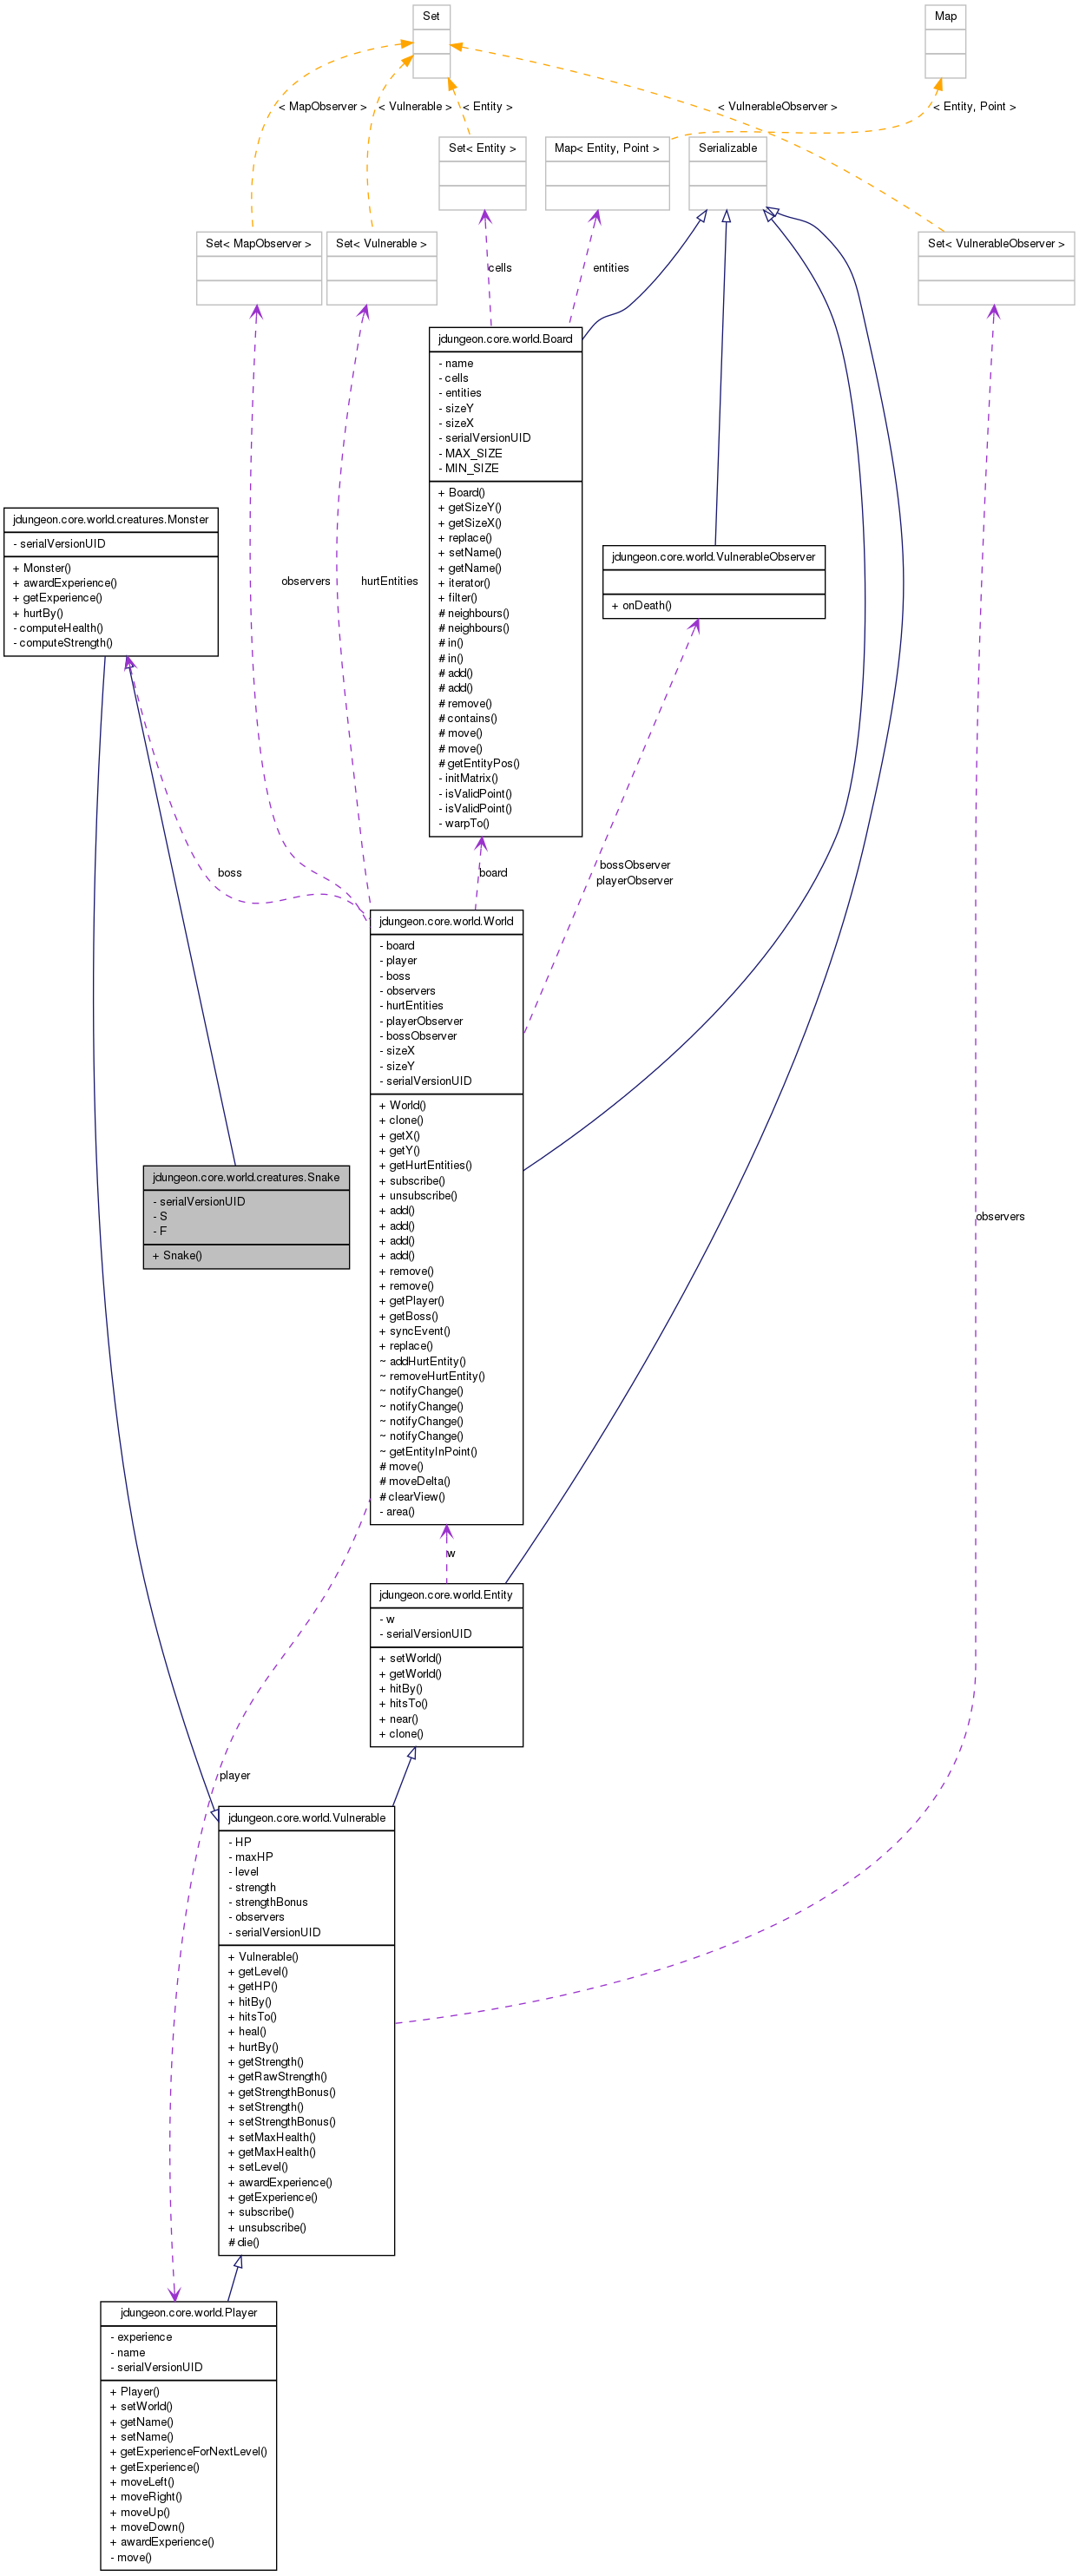 Set
Map
< MapObserver >
< Vulnerable >
< Entity >
< VulnerableObserver >
< Entity, Point >
Set< Entity >
Map< Entity, Point >
Serializable
Set< MapObserver >
Set< Vulnerable >
Set< VulnerableObserver >
cells
entities
jdungeon.core.world.Board
- name
- cells
- entities
- sizeY
- sizeX
- serialVersionUID
- MAX_SIZE
- MIN_SIZE
+ Board()
+ getSizeY()
+ getSizeX()
+ replace()
+ setName()
+ getName()
+ iterator()
+ filter()
# neighbours()
# neighbours()
# in()
# in()
# add()
# add()
# remove()
# contains()
# move()
# move()
# getEntityPos()
- initMatrix()
- isValidPoint()
- isValidPoint()
- warpTo()
jdungeon.core.world.creatures.Monster
- serialVersionUID
+ Monster()
+ awardExperience()
+ getExperience()
+ hurtBy()
- computeHealth()
- computeStrength()
observers
hurtEntities
jdungeon.core.world.VulnerableObserver
+ onDeath()
boss
board
bossObserver
playerObserver
jdungeon.core.world.World
- board
- player
- boss
- observers
- hurtEntities
- playerObserver
- bossObserver
- sizeX
- sizeY
- serialVersionUID
+ World()
+ clone()
+ getX()
+ getY()
+ getHurtEntities()
+ subscribe()
+ unsubscribe()
+ add()
+ add()
+ add()
+ add()
+ remove()
+ remove()
+ getPlayer()
+ getBoss()
+ syncEvent()
+ replace()
~ addHurtEntity()
~ removeHurtEntity()
~ notifyChange()
~ notifyChange()
~ notifyChange()
~ notifyChange()
~ getEntityInPoint()
# move()
# moveDelta()
# clearView()
- area()
jdungeon.core.world.creatures.Snake
- serialVersionUID
- S
- F
+ Snake()
observers
w
jdungeon.core.world.Entity
- w
- serialVersionUID
+ setWorld()
+ getWorld()
+ hitBy()
+ hitsTo()
+ near()
+ clone()
player
jdungeon.core.world.Vulnerable
- HP
- maxHP
- level
- strength
- strengthBonus
- observers
- serialVersionUID
+ Vulnerable()
+ getLevel()
+ getHP()
+ hitBy()
+ hitsTo()
+ heal()
+ hurtBy()
+ getStrength()
+ getRawStrength()
+ getStrengthBonus()
+ setStrength()
+ setStrengthBonus()
+ setMaxHealth()
+ getMaxHealth()
+ setLevel()
+ awardExperience()
+ getExperience()
+ subscribe()
+ unsubscribe()
# die()
jdungeon.core.world.Player
- experience
- name
- serialVersionUID
+ Player()
+ setWorld()
+ getName()
+ setName()
+ getExperienceForNextLevel()
+ getExperience()
+ moveLeft()
+ moveRight()
+ moveUp()
+ moveDown()
+ awardExperience()
- move()